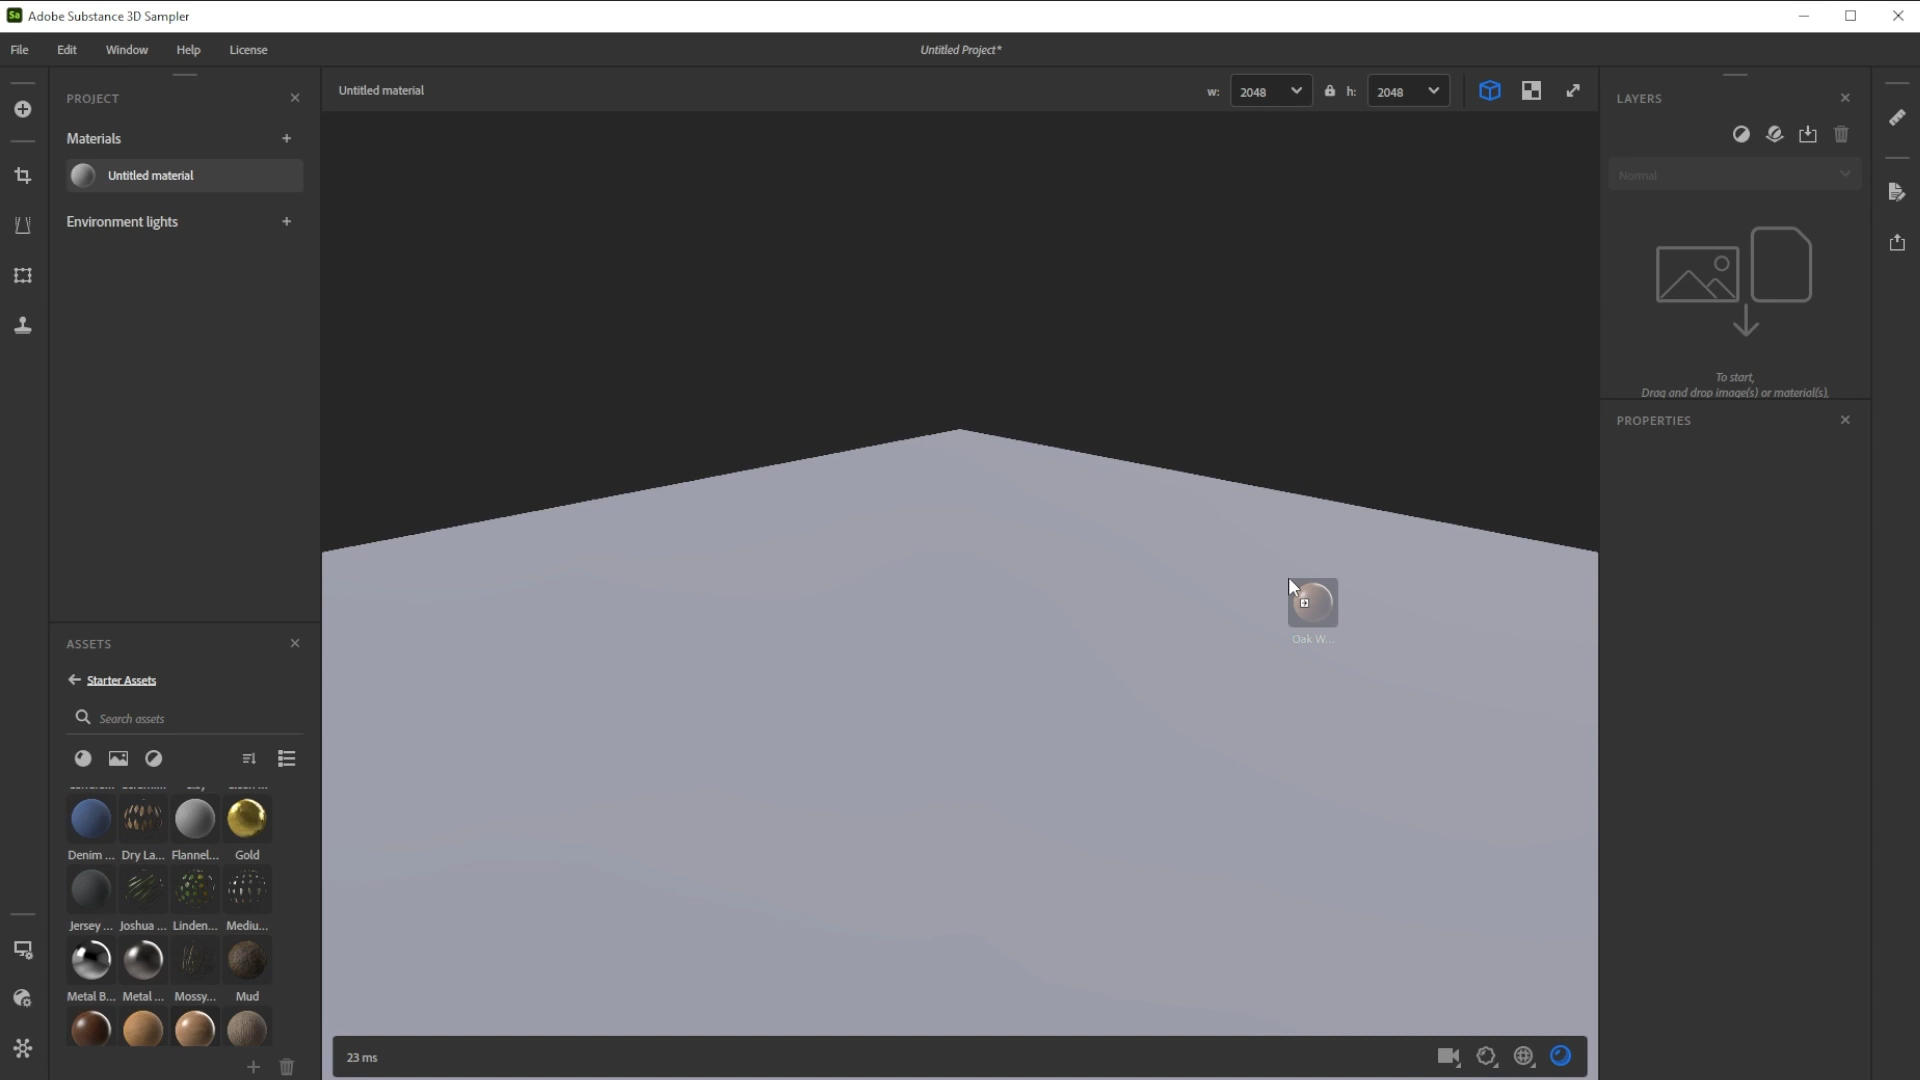 Sa Adobe Substance 3D Sampler
File Edit Window Help License
Untitled Project*
PROJECT
Materials
Untitled material
Environment lights
Untitled material
w: 2048 h: 2048
LAYERS
Normal
To start,
Drag and drop image(s) or material(s),
PROPERTIES
Oak W...
ASSETS
Starter Assets
Search assets
Denim ... Dry La... Flannel... Gold
Jersey ... Joshua ... Linden... Mediu...
Metal B... Metal ... Mossy... Mud
23 ms